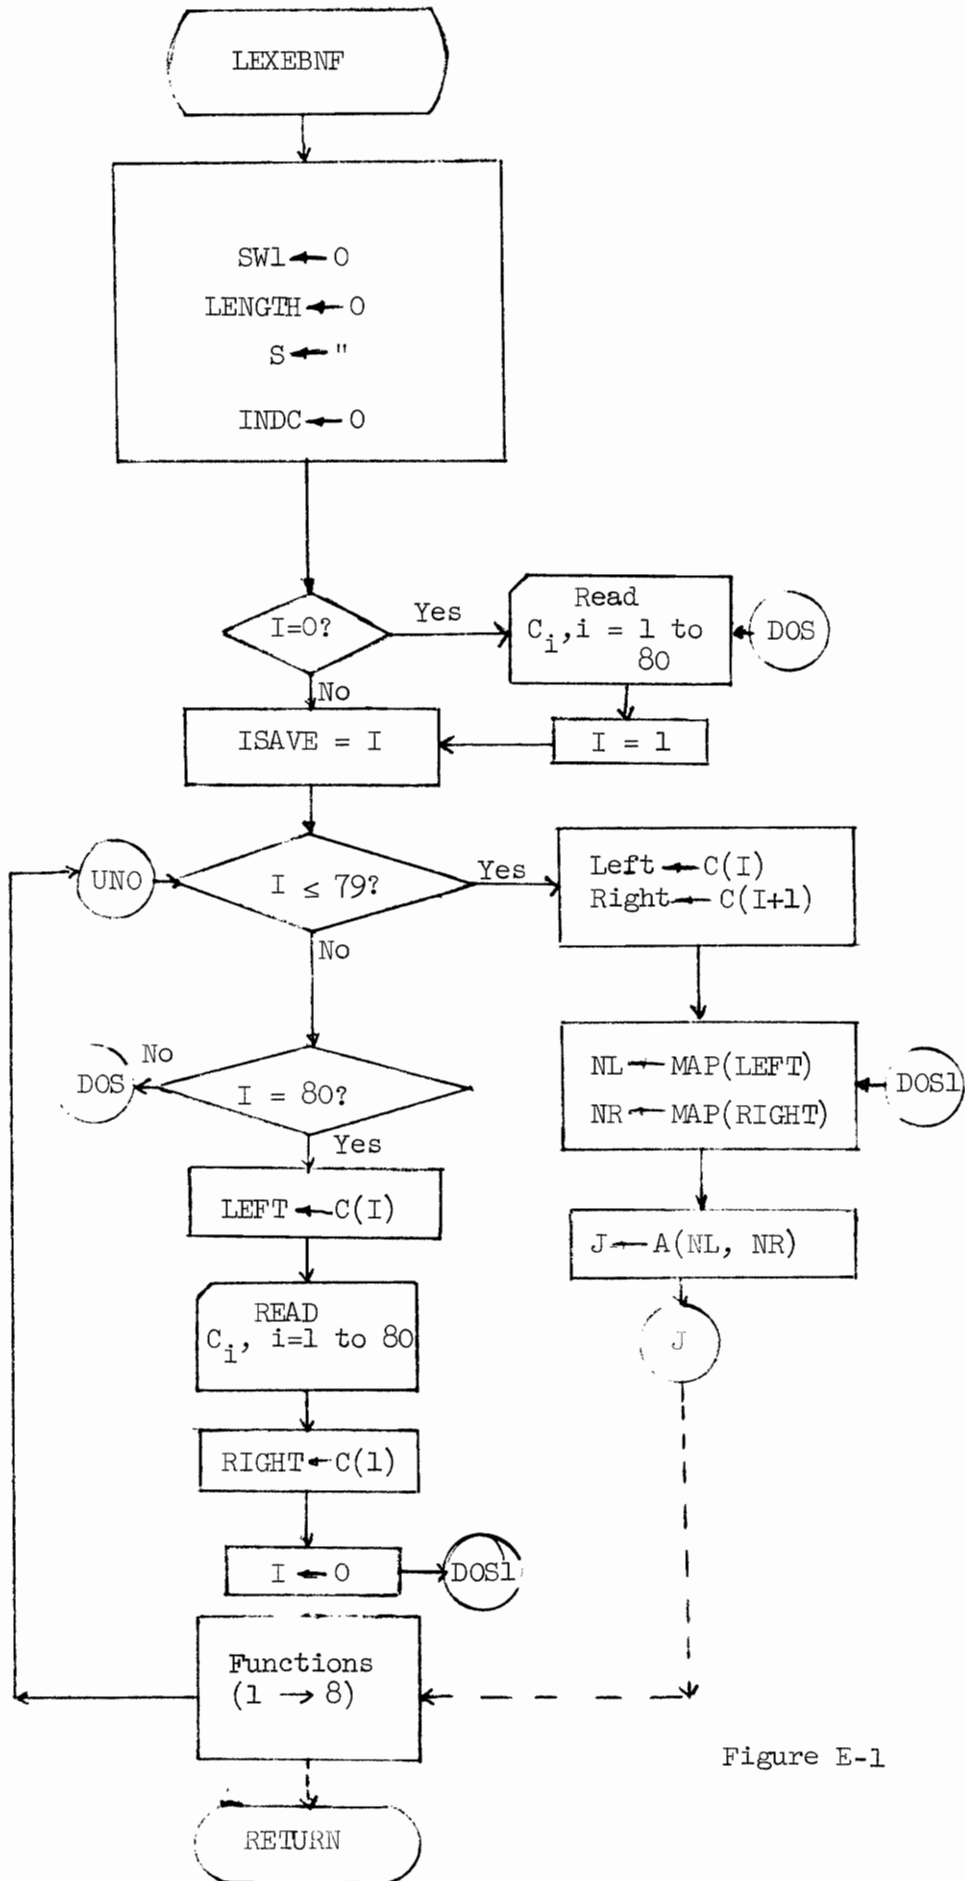 LEXEBNF
SW1 ← 0
LENGTH ← 0
S ← "
INDC ← 0
I=0?
Yes
Read
C_i, i = 1 to
80
DOS
No
ISAVE = I
I = 1
UNO
I ≤ 79?
Yes
Left ← C(I)
Right ← C(I+1)
No
NL ← MAP(LEFT)
NR ← MAP(RIGHT)
DOS1
DOS
No
I = 80?
Yes
LEFT ← C(I)
J ← A(NL, NR)
READ
C_i, i=1 to 80
J
RIGHT ← C(1)
I ← 0
DOS1
Functions
(1 → 8)
Figure E-1
RETURN